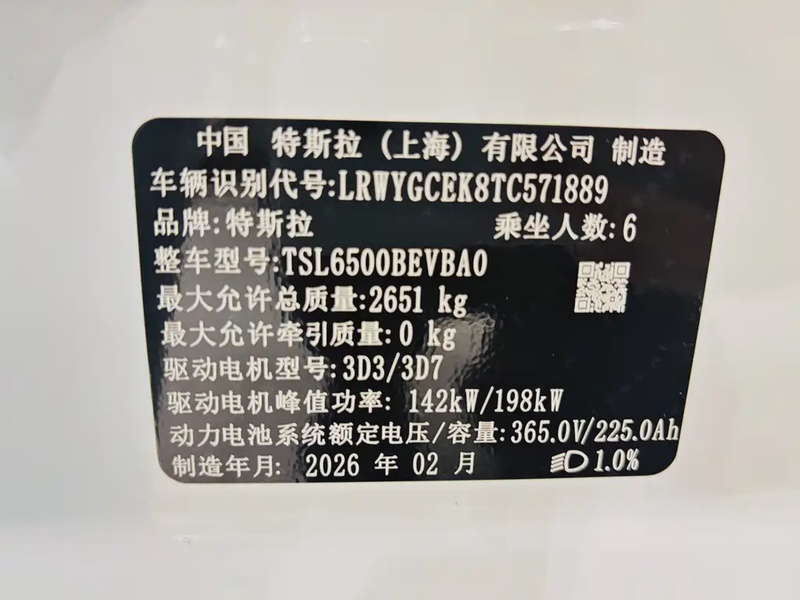 中国 特斯拉（上海）有限公司 制造
车辆识别代号:LRWYGCEK8TC571889
品牌:特斯拉 乘坐人数:6
整车型号:TSL6500BEVBA0
最大允许总质量:2651 kg
最大允许牵引质量:0 kg
驱动电机型号:3D3/3D7
驱动电机峰值功率: 142kW/198kW
动力电池系统额定电压/容量:365.0V/225.0Ah
制造年月: 2026 年 02 月 1.0%